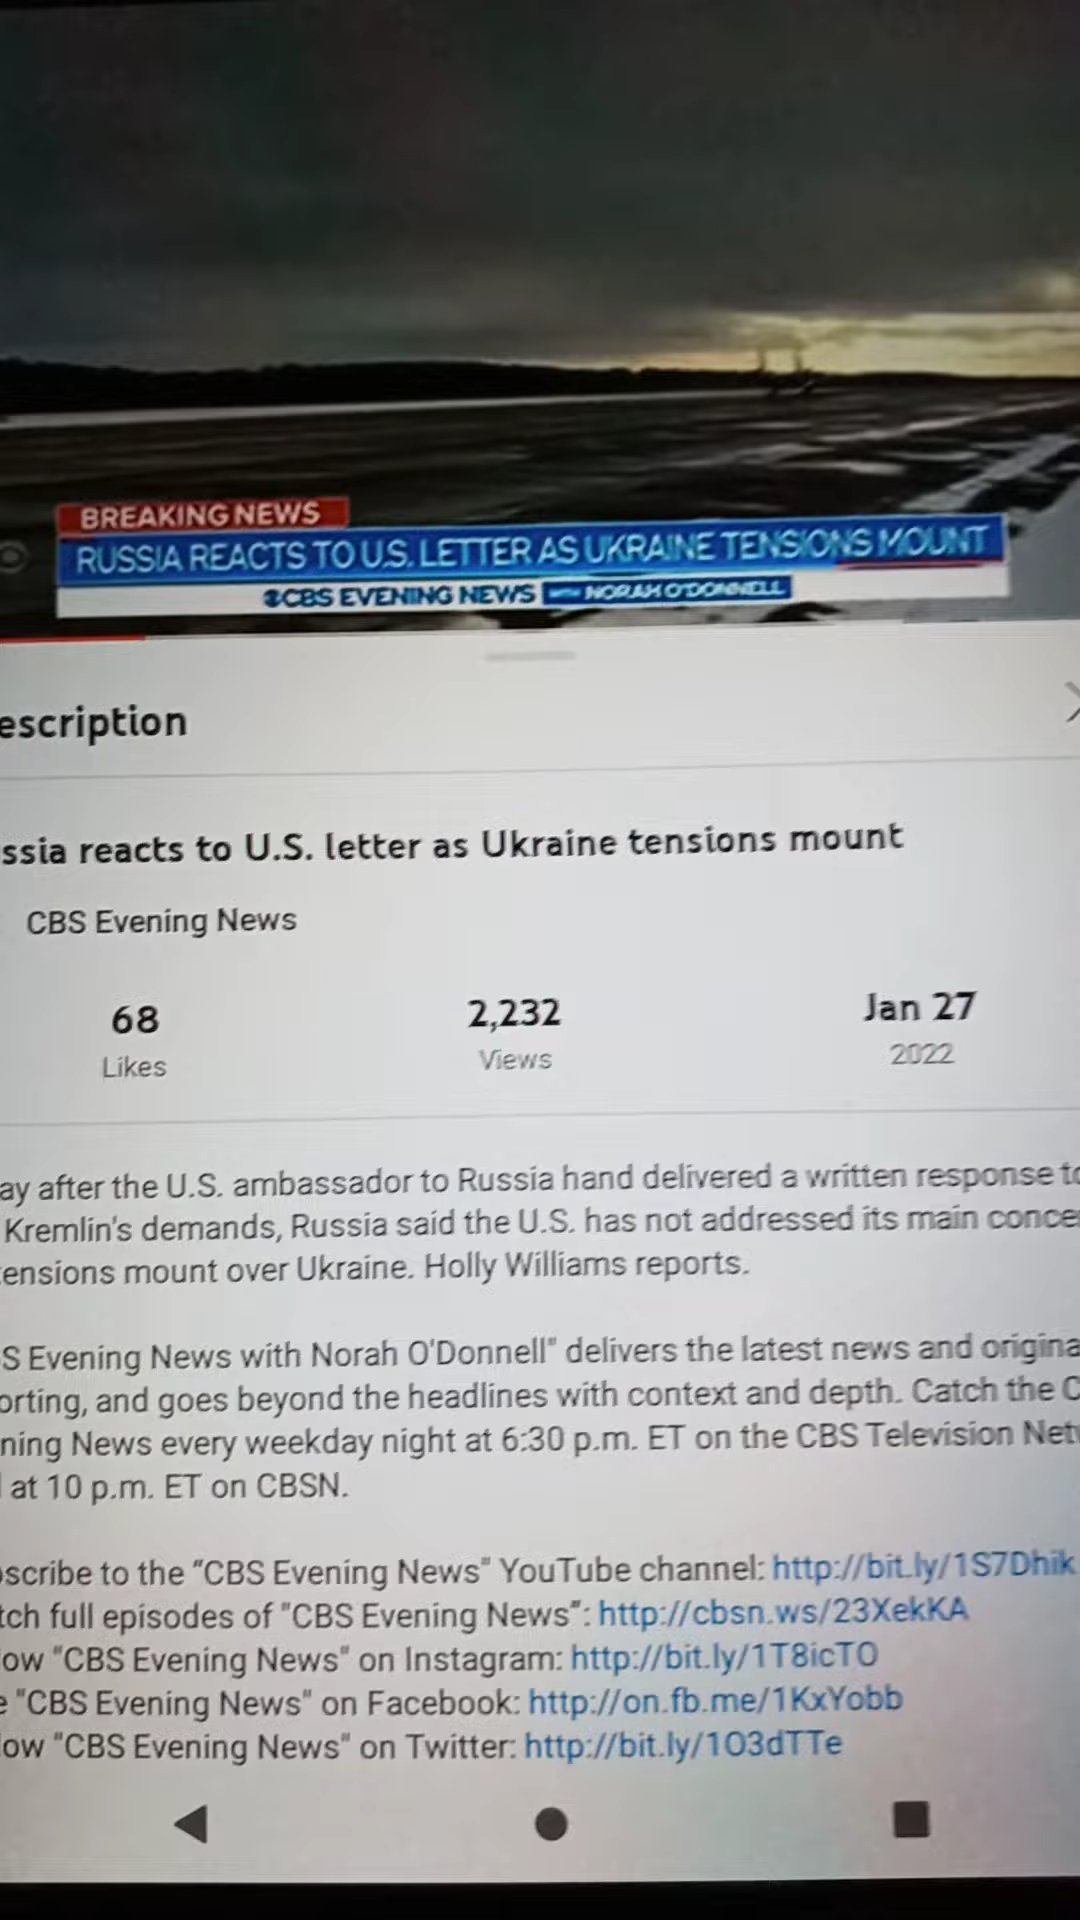 BREAKING NEWS
RUSSIA REACTS TO U.S. LETTER AS UKRAINE TENSIONS MOUNT
CBS EVENING NEWS WITH NORAH O'DONNELL
escription
ssia reacts to U.S. letter as Ukraine tensions mount
CBS Evening News
68 2,232 Jan 27
Likes Views 2022
ay after the U.S. ambassador to Russia hand delivered a written response to
Kremlin's demands, Russia said the U.S. has not addressed its main concer
ensions mount over Ukraine. Holly Williams reports.
S Evening News with Norah O'Donnell" delivers the latest news and origina
orting, and goes beyond the headlines with context and depth. Catch the C
ning News every weekday night at 6:30 p.m. ET on the CBS Television Netw
at 10 p.m. ET on CBSN.
scribe to the "CBS Evening News" YouTube channel: http://bit.ly/1S7Dhik
tch full episodes of "CBS Evening News": http://cbsn.ws/23XekKA
ow "CBS Evening News" on Instagram: http://bit.ly/1T8icTO
e "CBS Evening News" on Facebook: http://on.fb.me/1KxYobb
low "CBS Evening News" on Twitter: http://bit.ly/1O3dTTe